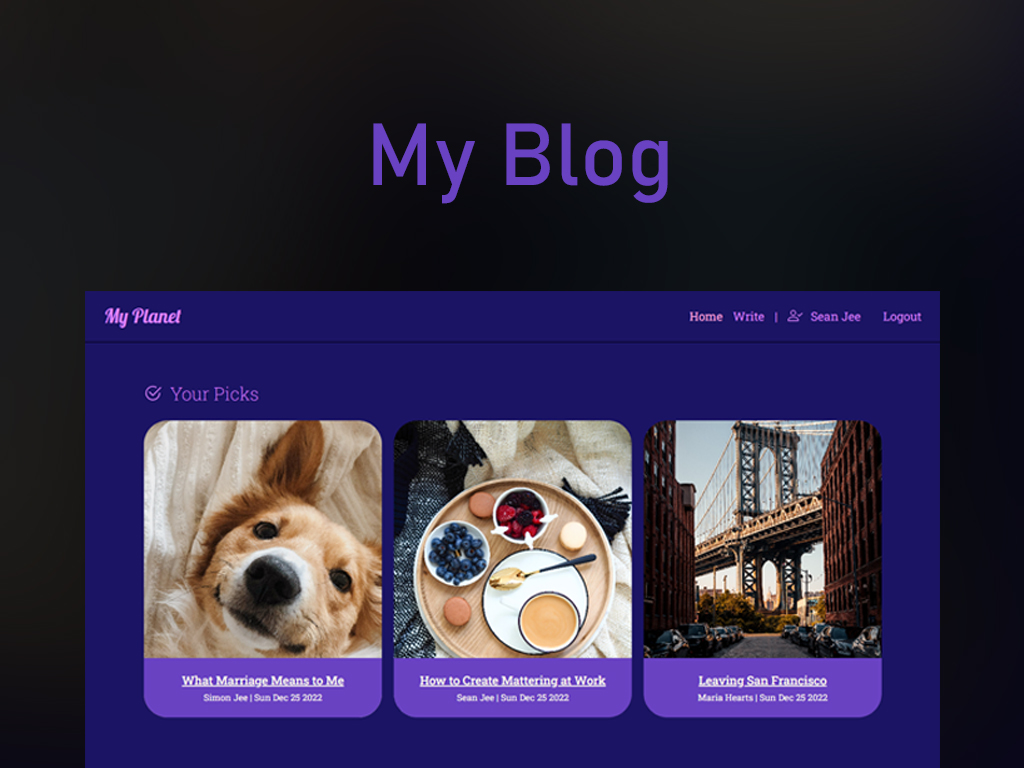 My Blog
My Planet
Home Write | Sean Jee Logout
Your Picks
What Marriage Means to Me
Simon Jee | Sun Dec 25 2022
How to Create Mattering at Work
Sean Jee | Sun Dec 25 2022
Leaving San Francisco
Maria Hearts | Sun Dec 25 2022